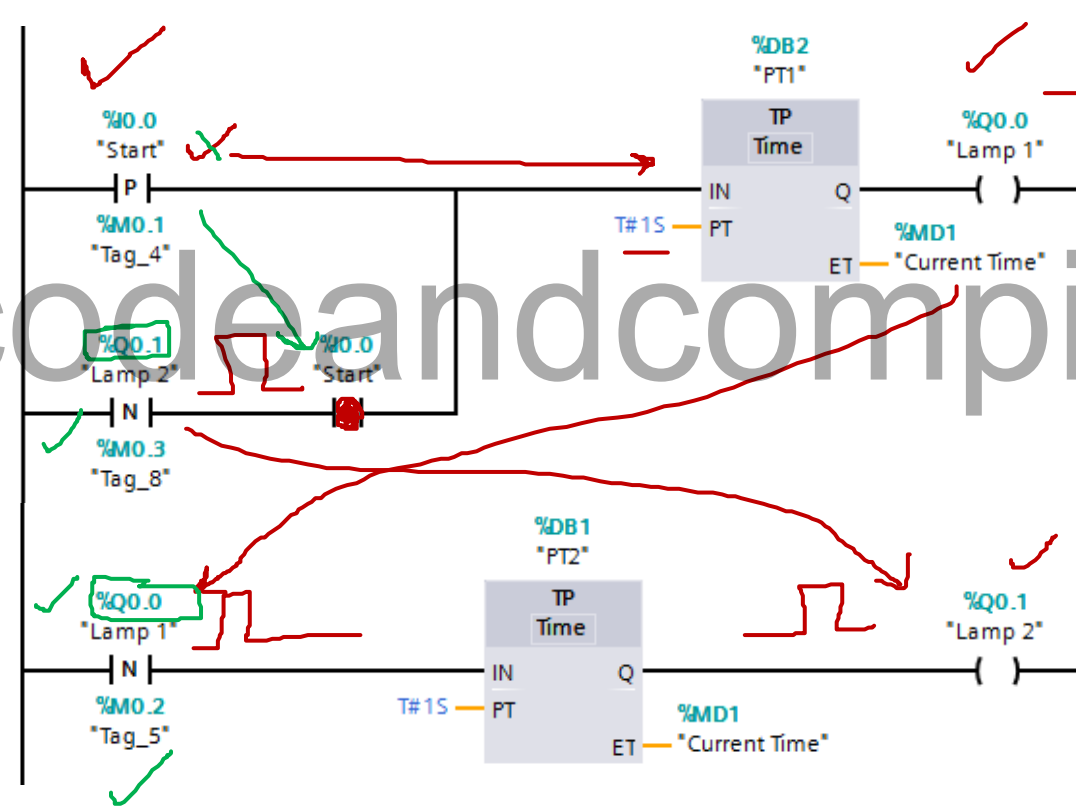 %DB2
"PT1"
%I0.0
"Start"
TP
Time
%Q0.0
"Lamp 1"
P
IN
Q
%M0.1
"Tag_4"
T#1S
PT
%MD1
ET
"Current Time"
codeandcompi
%Q0.1
"Lamp 2"
%I0.0
"Start"
N
%M0.3
"Tag_8"
%DB1
"PT2"
%Q0.0
"Lamp 1"
TP
Time
%Q0.1
"Lamp 2"
N
IN
Q
%M0.2
"Tag_5"
T#1S
PT
%MD1
ET
"Current Time"